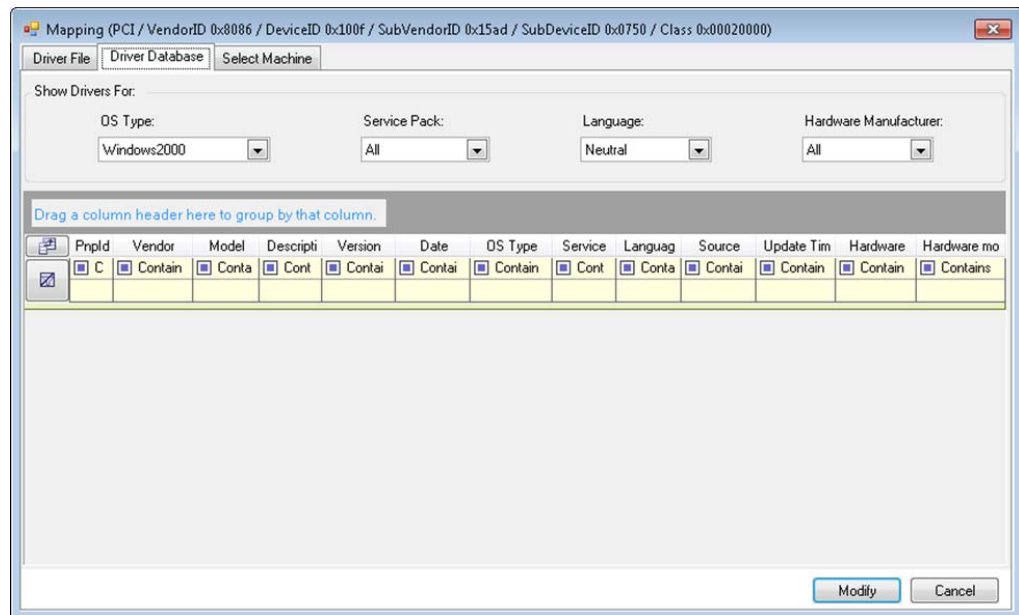 Mapping (PCI / VendorID 0x8086 / DeviceID 0x100f / SubVendorID 0x15ad / SubDeviceID 0x0750 / Class 0x00020000)
Driver File Driver Database Select Machine
Show Drivers For:
OS Type: Service Pack: Language: Hardware Manufacturer:
Windows2000 All Neutral All
Drag a column header here to group by that column.
PnpId Vendor Model Descripti Version Date OS Type Service Languag Source Update Tim Hardware Hardware mo
C Contain Conta Cont Contai Contai Contain Cont Conta Contai Contain Contain Contains
Modify Cancel